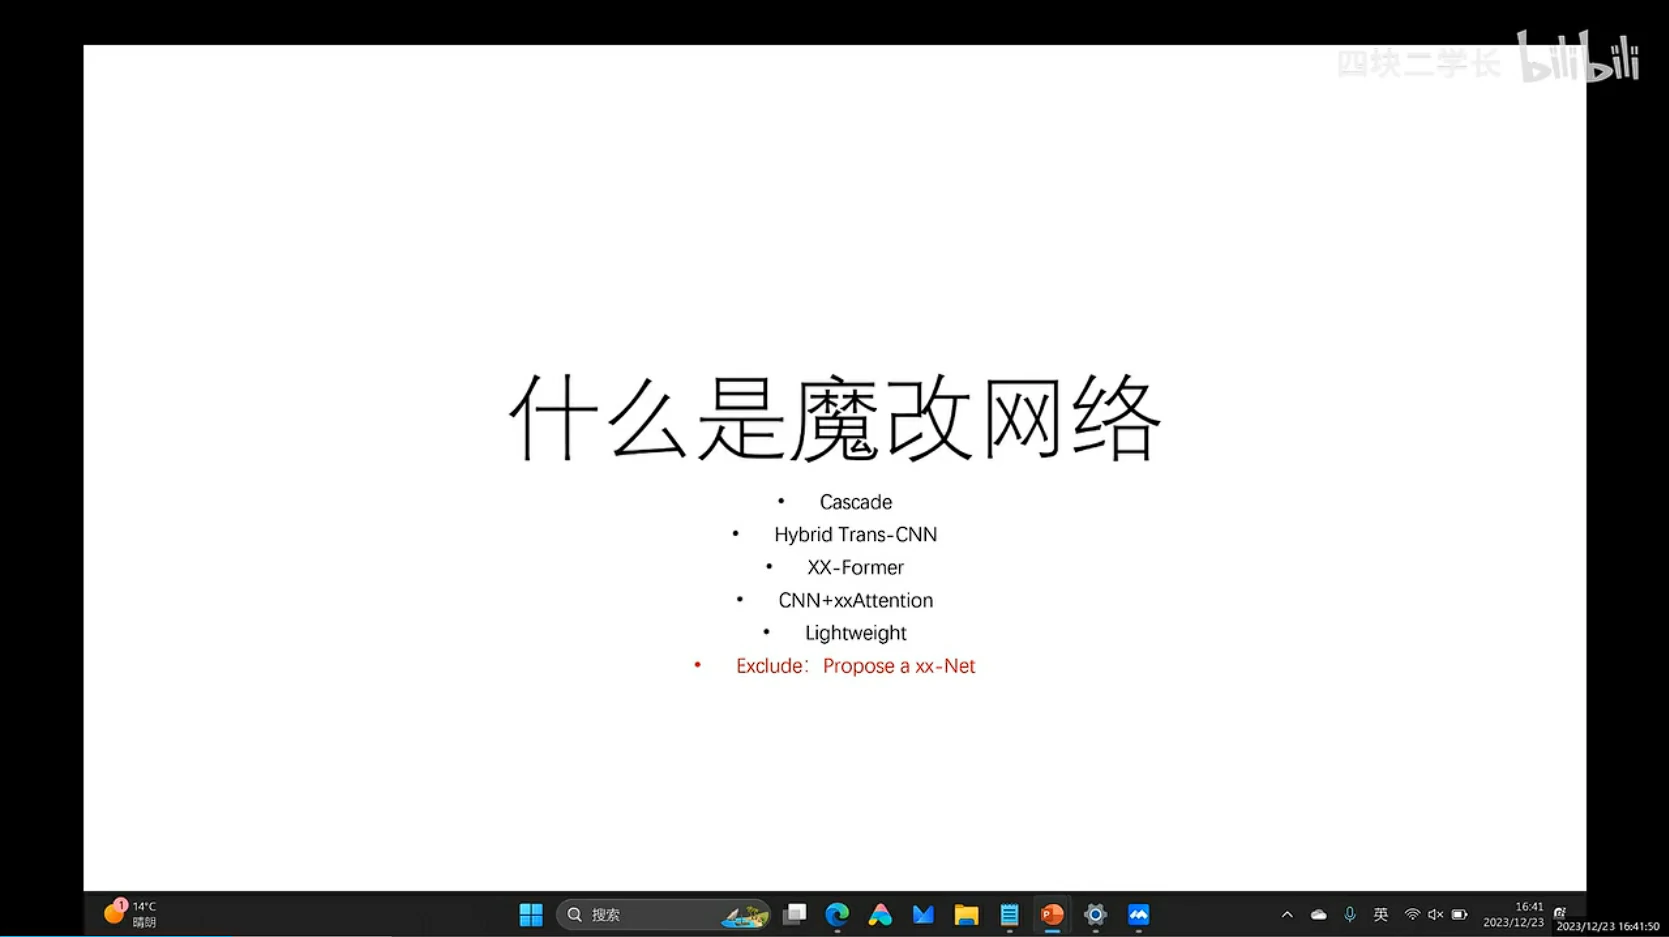 四块二学长 bilibili
什么是魔改网络
• Cascade
• Hybrid Trans-CNN
• XX-Former
• CNN+xxAttention
• Lightweight
• Exclude：Propose a xx-Net
1
14°C
晴朗
搜索
英
16:41
2023/12/23
2023/12/23 16:41:50